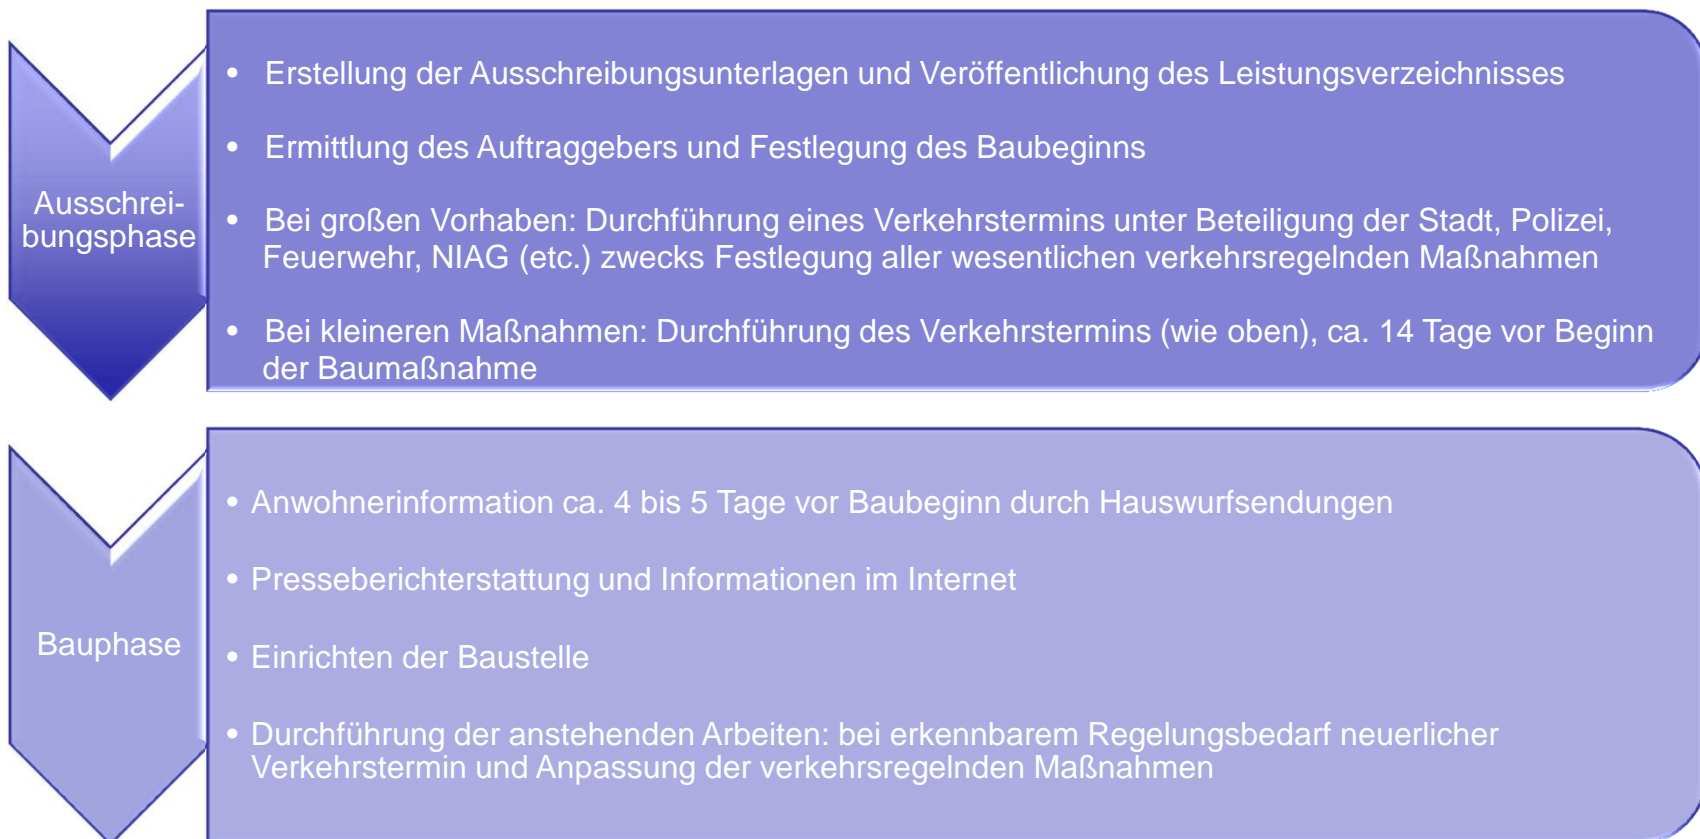 Ausschrei-
bungsphase
• Erstellung der Ausschreibungsunterlagen und Veröffentlichung des Leistungsverzeichnisses
• Ermittlung des Auftraggebers und Festlegung des Baubeginns
• Bei großen Vorhaben: Durchführung eines Verkehrstermins unter Beteiligung der Stadt, Polizei,
Feuerwehr, NIAG (etc.) zwecks Festlegung aller wesentlichen verkehrsregelnden Maßnahmen
• Bei kleineren Maßnahmen: Durchführung des Verkehrstermins (wie oben), ca. 14 Tage vor Beginn
der Baumaßnahme
Bauphase
• Anwohnerinformation ca. 4 bis 5 Tage vor Baubeginn durch Hauswurfsendungen
• Presseberichterstattung und Informationen im Internet
• Einrichten der Baustelle
• Durchführung der anstehenden Arbeiten: bei erkennbarem Regelungsbedarf neuerlicher
Verkehrstermin und Anpassung der verkehrsregelnden Maßnahmen